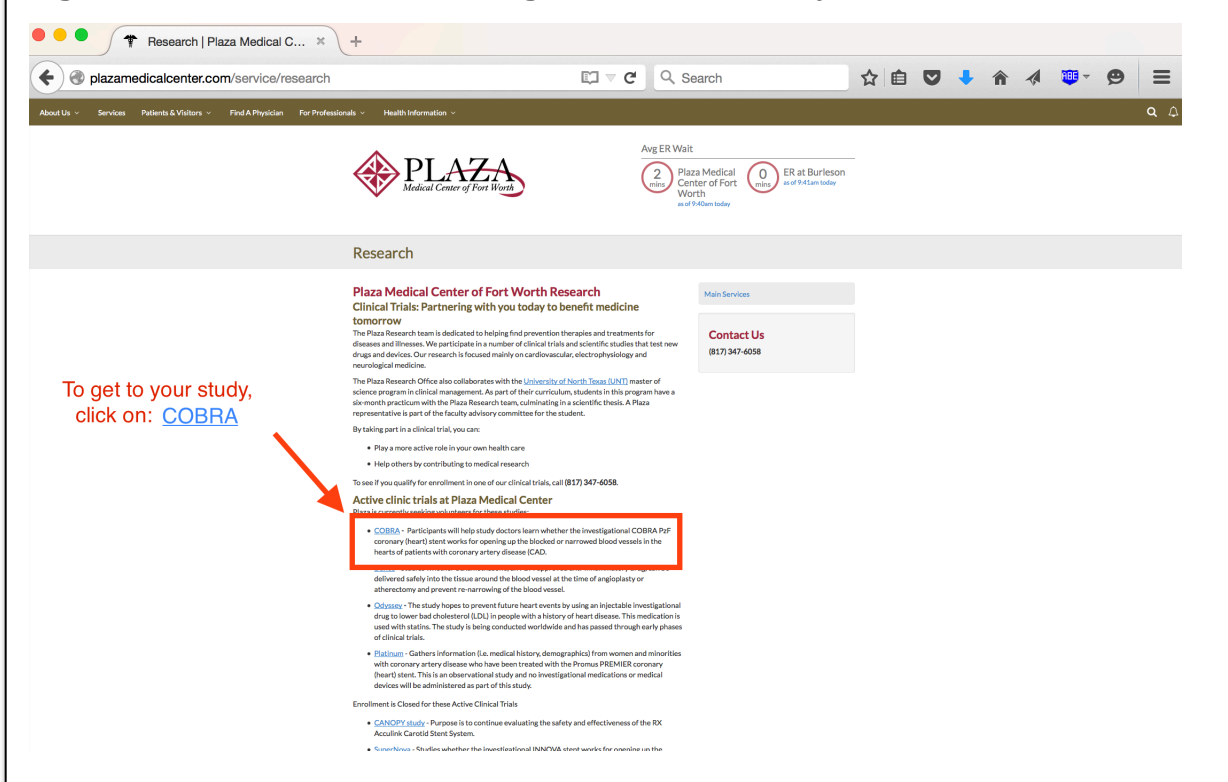 Research | Plaza Medical C... ×
plazamedicalcenter.com/service/research
Search
ABE
About Us
Services
Patients & Visitors
Find A Physician
For Professionals
Health Information
PLAZA
Medical Center of Fort Worth
Avg ER Wait
2
mins
Plaza Medical
Center of Fort
Worth
as of 9:40am today
0
mins
ER at Burleson
as of 9:41am today
Research
Plaza Medical Center of Fort Worth Research
Clinical Trials: Partnering with you today to benefit medicine
tomorrow
The Plaza Research team is dedicated to helping find prevention therapies and treatments for
diseases and illnesses. We participate in a number of clinical trials and scientific studies that test new
drugs and devices. Our research is focused mainly on cardiovascular, electrophysiology and
neurological medicine.
The Plaza Research Office also collaborates with the University of North Texas (UNT) master of
science program in clinical management. As part of their curriculum, students in this program have a
six-month practicum with the Plaza Research team, culminating in a scientific thesis. A Plaza
representative is part of the faculty advisory committee for the student.
By taking part in a clinical trial, you can:
• Play a more active role in your own health care
• Help others by contributing to medical research
To see if you qualify for enrollment in one of our clinical trials, call (817) 347-6058.
Main Services
Contact Us
(817) 347-6058
To get to your study,
click on: COBRA
Active clinic trials at Plaza Medical Center
Plaza is currently seeking volunteers for these studies:
• COBRA - Participants will help study doctors learn whether the investigational COBRA PzF
coronary (heart) stent works for opening up the blocked or narrowed blood vessels in the
hearts of patients with coronary artery disease (CAD.
delivered safely into the tissue around the blood vessel at the time of angioplasty or
atherectomy and prevent re-narrowing of the blood vessel.
• Odyssey - The study hopes to prevent future heart events by using an injectable investigational
drug to lower bad cholesterol (LDL) in people with a history of heart disease. This medication is
used with statins. The study is being conducted worldwide and has passed through early phases
of clinical trials.
• Platinum - Gathers information (i.e. medical history, demographics) from women and minorities
with coronary artery disease who have been treated with the Promus PREMIER coronary
(heart) stent. This is an observational study and no investigational medications or medical
devices will be administered as part of this study.
Enrollment is Closed for these Active Clinical Trials
• CANOPY study - Purpose is to continue evaluating the safety and effectiveness of the RX
Acculink Carotid Stent System.
• SuperNova - Studies whether the investigational INNOVA stent works for opening up the